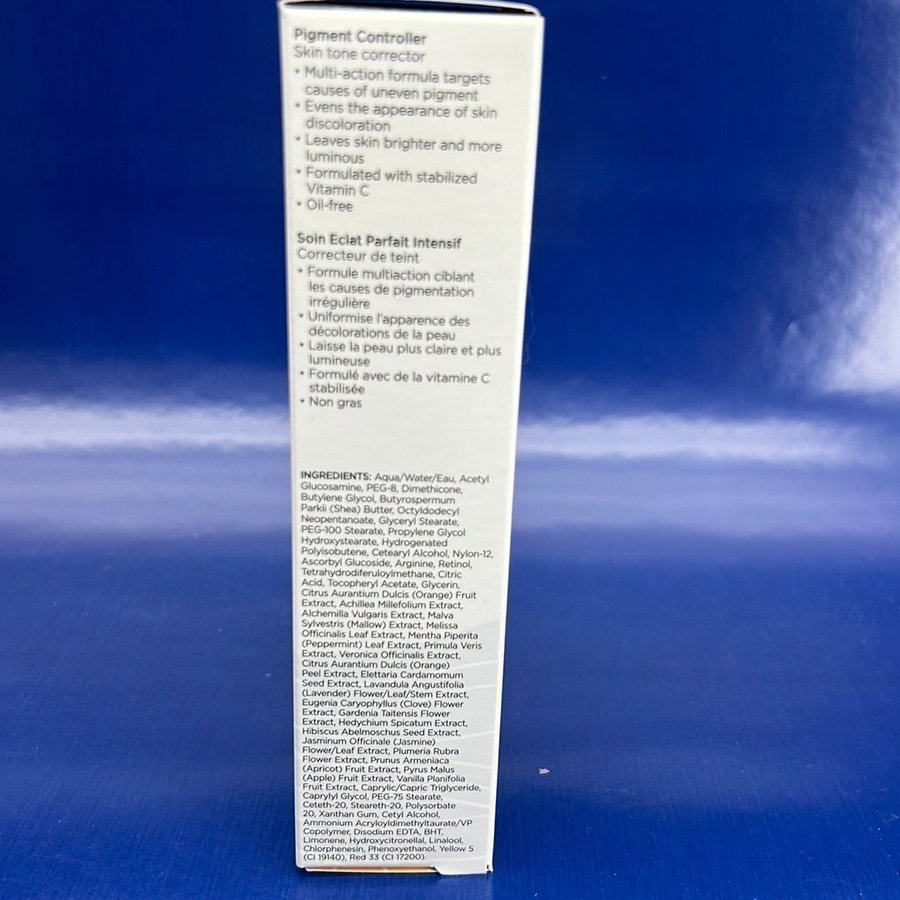 Pigment Controller
Skin tone corrector
• Multi-action formula targets
causes of uneven pigment
• Evens the appearance of skin
discoloration
• Leaves skin brighter and more
luminous
• Formulated with stabilized
Vitamin C
• Oil-free
Soin Eclat Parfait Intensif
Correcteur de teint
• Formule multiaction ciblant
les causes de pigmentation
irrégulière
• Uniformise l'apparence des
décolorations de la peau
• Laisse la peau plus claire et plus
lumineuse
• Formulé avec de la vitamine C
stabilisée
• Non gras
INGREDIENTS: Aqua/Water/Eau, Acetyl
Glucosamine, PEG-8, Dimethicone,
Butylene Glycol, Butyrospermum
Parkii (Shea) Butter, Octyldodecyl
Neopentanoate, Glyceryl Stearate,
PEG-100 Stearate, Propylene Glycol
Hydroxystearate, Hydrogenated
Polyisobutene, Cetearyl Alcohol, Nylon-12,
Ascorbyl Glucoside, Arginine, Retinol,
Tetrahydrodiferuloylmethane, Citric
Acid, Tocopheryl Acetate, Glycerin,
Citrus Aurantium Dulcis (Orange) Fruit
Extract, Achillea Millefolium Extract,
Alchemilla Vulgaris Extract, Malva
Sylvestris (Mallow) Extract, Melissa
Officinalis Leaf Extract, Mentha Piperita
(Peppermint) Leaf Extract, Primula Veris
Extract, Veronica Officinalis Extract,
Citrus Aurantium Dulcis (Orange)
Peel Extract, Elettaria Cardamomum
Seed Extract, Lavandula Angustifolia
(Lavender) Flower/Leaf/Stem Extract,
Eugenia Caryophyllus (Clove) Flower
Extract, Gardenia Taitensis Flower
Extract, Hedychium Spicatum Extract,
Hibiscus Abelmoschus Seed Extract,
Jasminum Officinale (Jasmine)
Flower/Leaf Extract, Plumeria Rubra
Flower Extract, Prunus Armeniaca
(Apricot) Fruit Extract, Pyrus Malus
(Apple) Fruit Extract, Vanilla Planifolia
Fruit Extract, Caprylic/Capric Triglyceride,
Caprylyl Glycol, PEG-75 Stearate,
Ceteth-20, Steareth-20, Polysorbate
20, Xanthan Gum, Cetyl Alcohol,
Ammonium Acryloyldimethyltaurate/VP
Copolymer, Disodium EDTA, BHT,
Limonene, Hydroxycitronellal, Linalool,
Chlorphenesin, Phenoxyethanol, Yellow 5
(CI 19140), Red 33 (CI 17200).